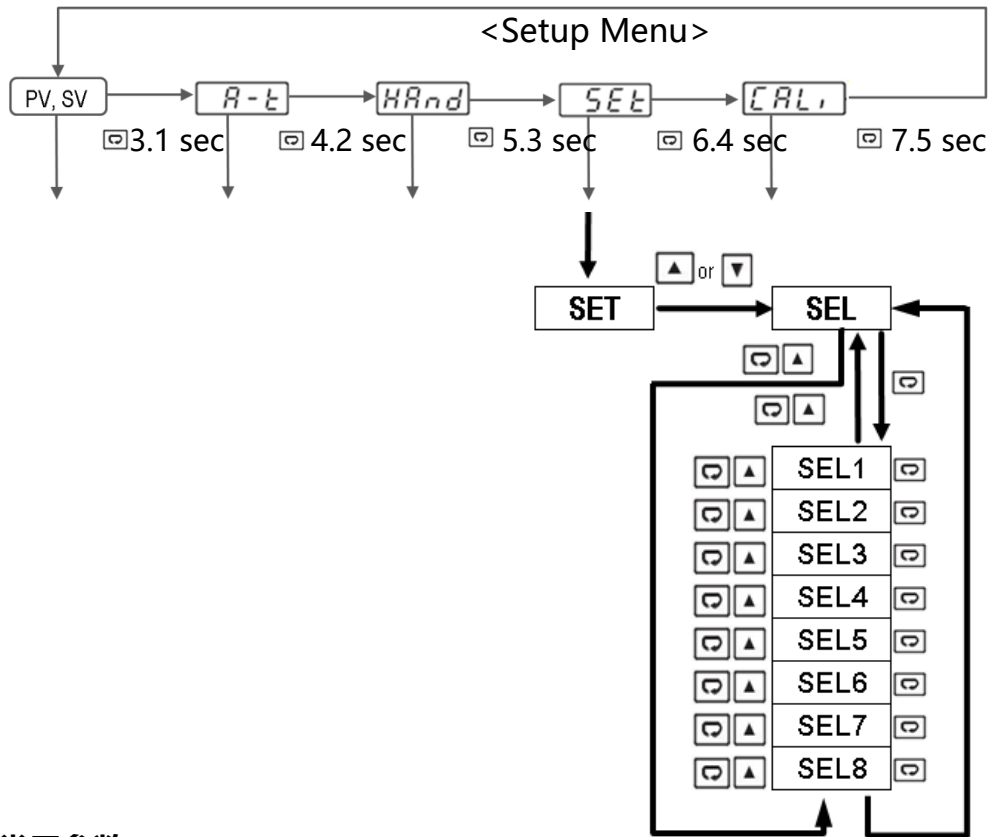 <Setup Menu>
PV, SV
A-t
HAnd
SEt
CALi
3.1 sec
4.2 sec
5.3 sec
6.4 sec
7.5 sec
▲ or ▼
SET
SEL
SEL1
SEL2
SEL3
SEL4
SEL5
SEL6
SEL7
SEL8